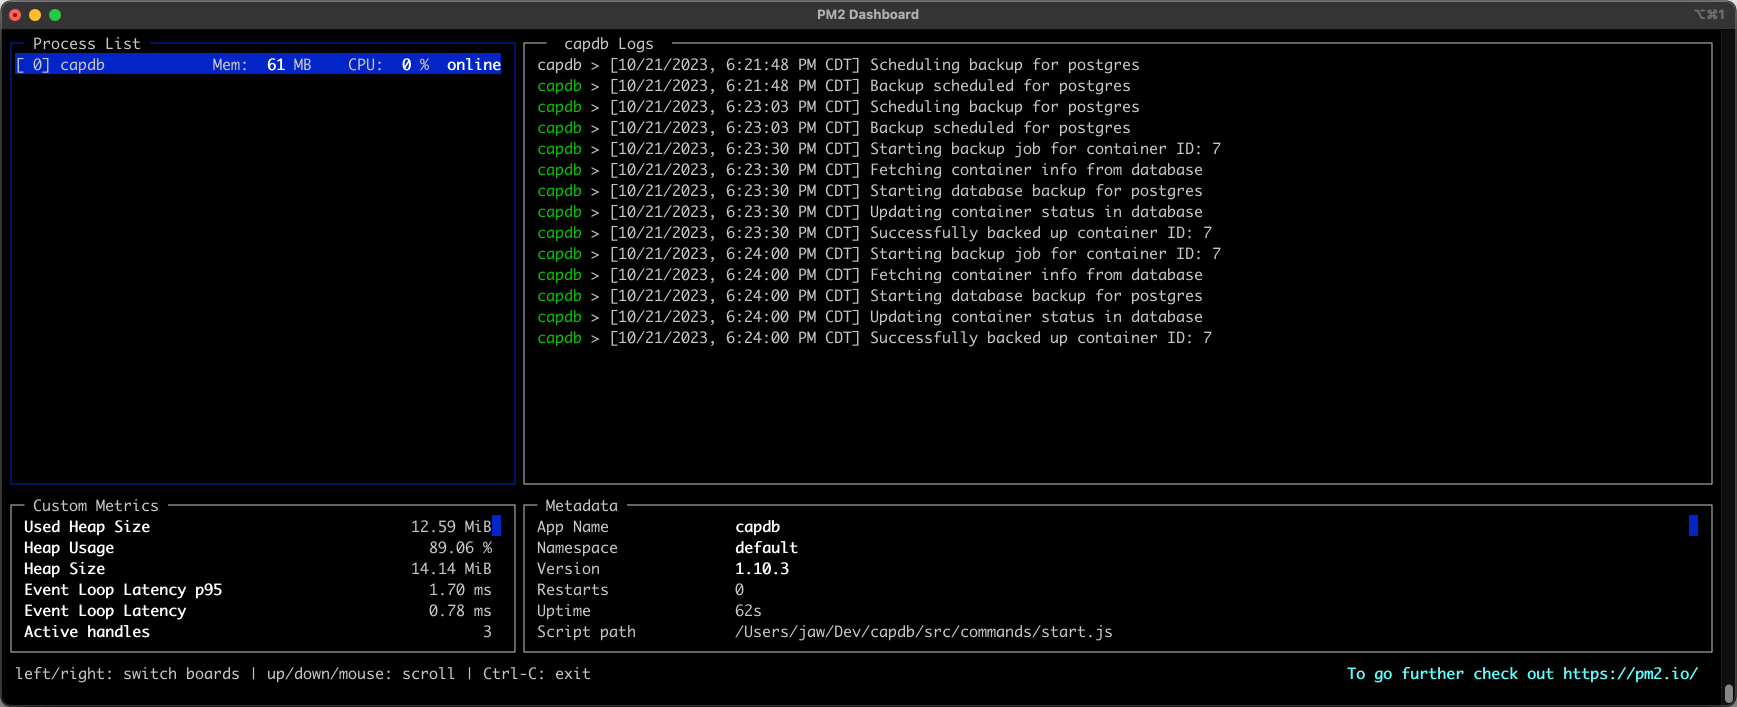 PM2 Dashboard
⌥⌘1
Process List
[ 0] capdb Mem: 61 MB CPU: 0 % online
capdb Logs
capdb > [10/21/2023, 6:21:48 PM CDT] Scheduling backup for postgres
capdb > [10/21/2023, 6:21:48 PM CDT] Backup scheduled for postgres
capdb > [10/21/2023, 6:23:03 PM CDT] Scheduling backup for postgres
capdb > [10/21/2023, 6:23:03 PM CDT] Backup scheduled for postgres
capdb > [10/21/2023, 6:23:30 PM CDT] Starting backup job for container ID: 7
capdb > [10/21/2023, 6:23:30 PM CDT] Fetching container info from database
capdb > [10/21/2023, 6:23:30 PM CDT] Starting database backup for postgres
capdb > [10/21/2023, 6:23:30 PM CDT] Updating container status in database
capdb > [10/21/2023, 6:23:30 PM CDT] Successfully backed up container ID: 7
capdb > [10/21/2023, 6:24:00 PM CDT] Starting backup job for container ID: 7
capdb > [10/21/2023, 6:24:00 PM CDT] Fetching container info from database
capdb > [10/21/2023, 6:24:00 PM CDT] Starting database backup for postgres
capdb > [10/21/2023, 6:24:00 PM CDT] Updating container status in database
capdb > [10/21/2023, 6:24:00 PM CDT] Successfully backed up container ID: 7
Custom Metrics
Used Heap Size 12.59 MiB
Heap Usage 89.06 %
Heap Size 14.14 MiB
Event Loop Latency p95 1.70 ms
Event Loop Latency 0.78 ms
Active handles 3
Metadata
App Name capdb
Namespace default
Version 1.10.3
Restarts 0
Uptime 62s
Script path /Users/jaw/Dev/capdb/src/commands/start.js
left/right: switch boards | up/down/mouse: scroll | Ctrl-C: exit
To go further check out https://pm2.io/